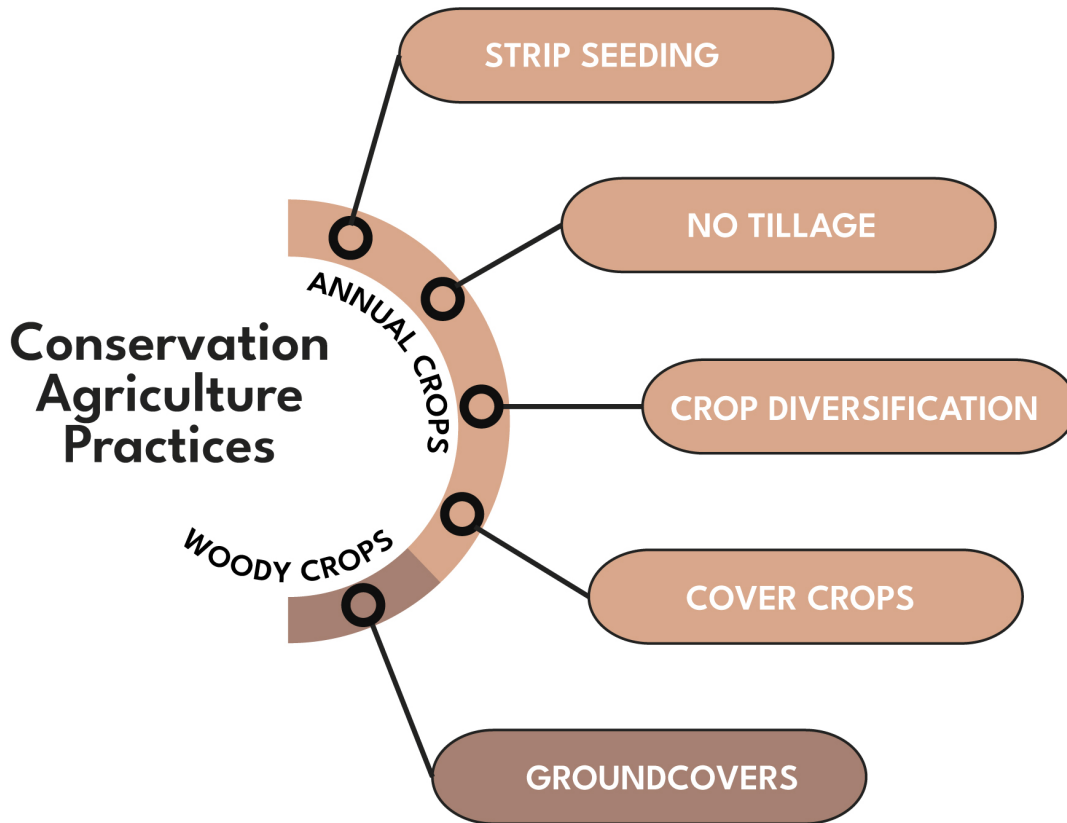 STRIP SEEDING
NO TILLAGE
ANNUAL CROPS
Conservation
Agriculture
Practices
CROP DIVERSIFICATION
WOODY CROPS
COVER CROPS
GROUNDCOVERS